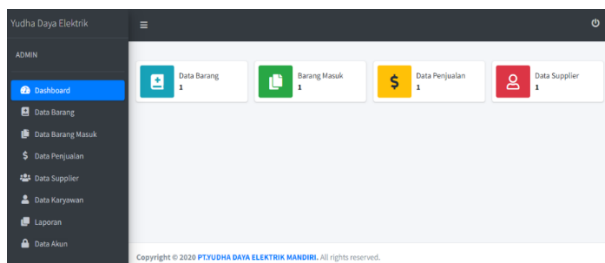 Yudha Daya Elektrik
ADMIN
Dashboard
Data Barang
Data Barang Masuk
Data Penjualan
Data Supplier
Data Karyawan
Laporan
Data Akun
Data Barang
1
Barang Masuk
1
Data Penjualan
1
Data Supplier
1
Copyright © 2020 PT.YUDHA DAYA ELEKTRIK MANDIRI. All rights reserved.